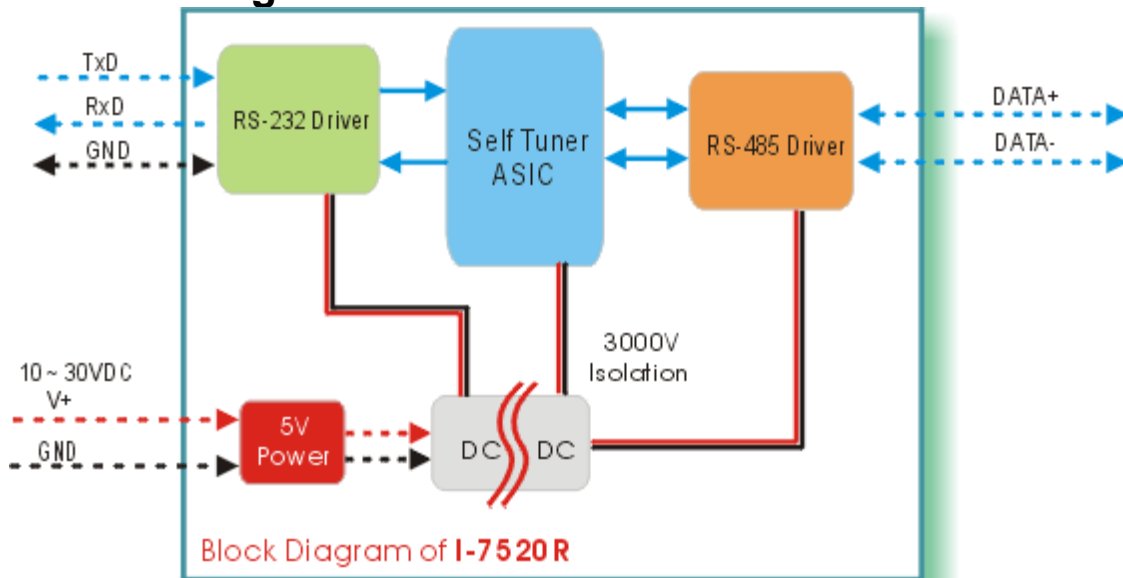 TxD
RxD
GND
RS-232 Driver
Self Tuner
ASIC
RS-485 Driver
DATA+
DATA-
3000V
Isolation
10 ~ 30VDC
V+
GND
5V
Power
DC
DC
Block Diagram of I-7520R